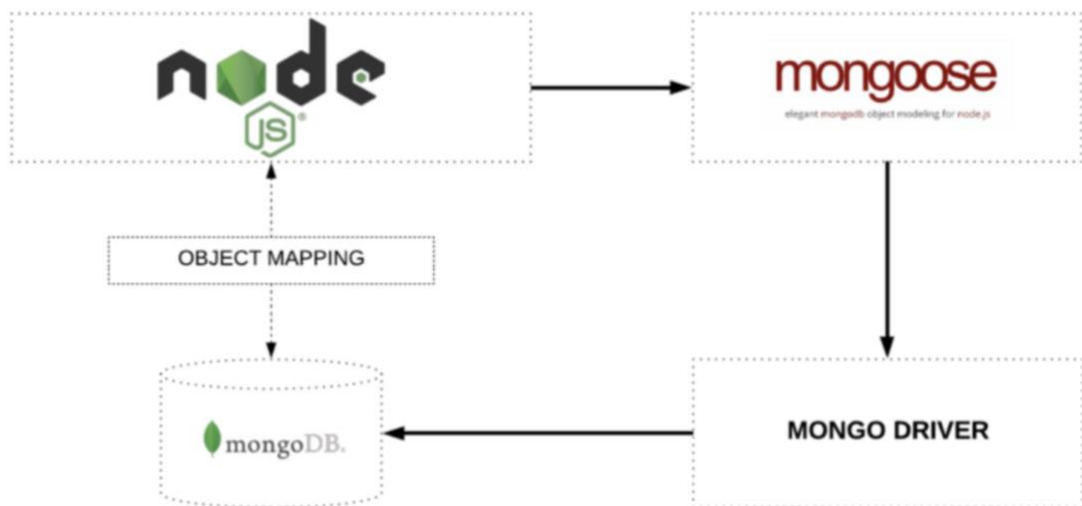 node
JS®
mongoose
elegant mongodb object modeling for node.js
OBJECT MAPPING
mongoDB.
MONGO DRIVER